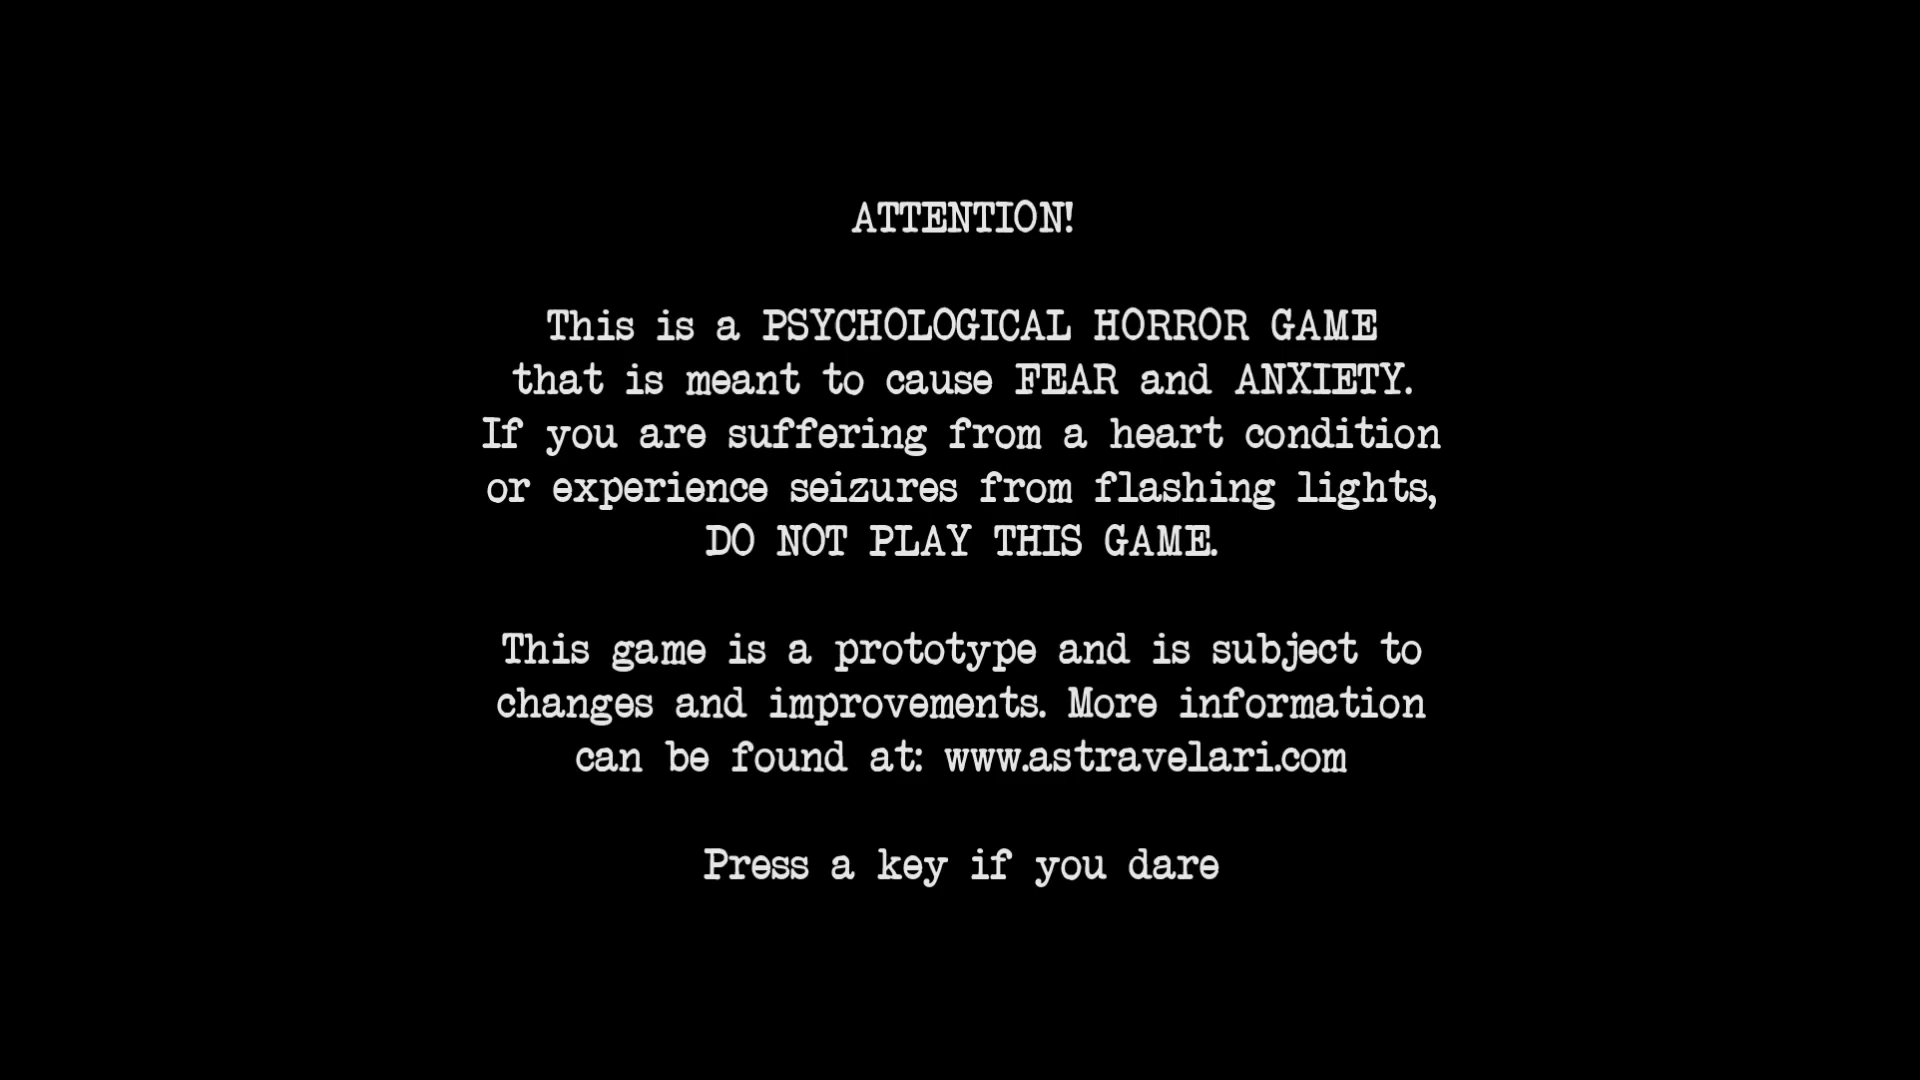 ATTENTION!
This is a PSYCHOLOGICAL HORROR GAME
that is meant to cause FEAR and ANXIETY.
If you are suffering from a heart condition
or experience seizures from flashing lights,
DO NOT PLAY THIS GAME.
This game is a prototype and is subject to
changes and improvements. More information
can be found at: www.astravelari.com
Press a key if you dare